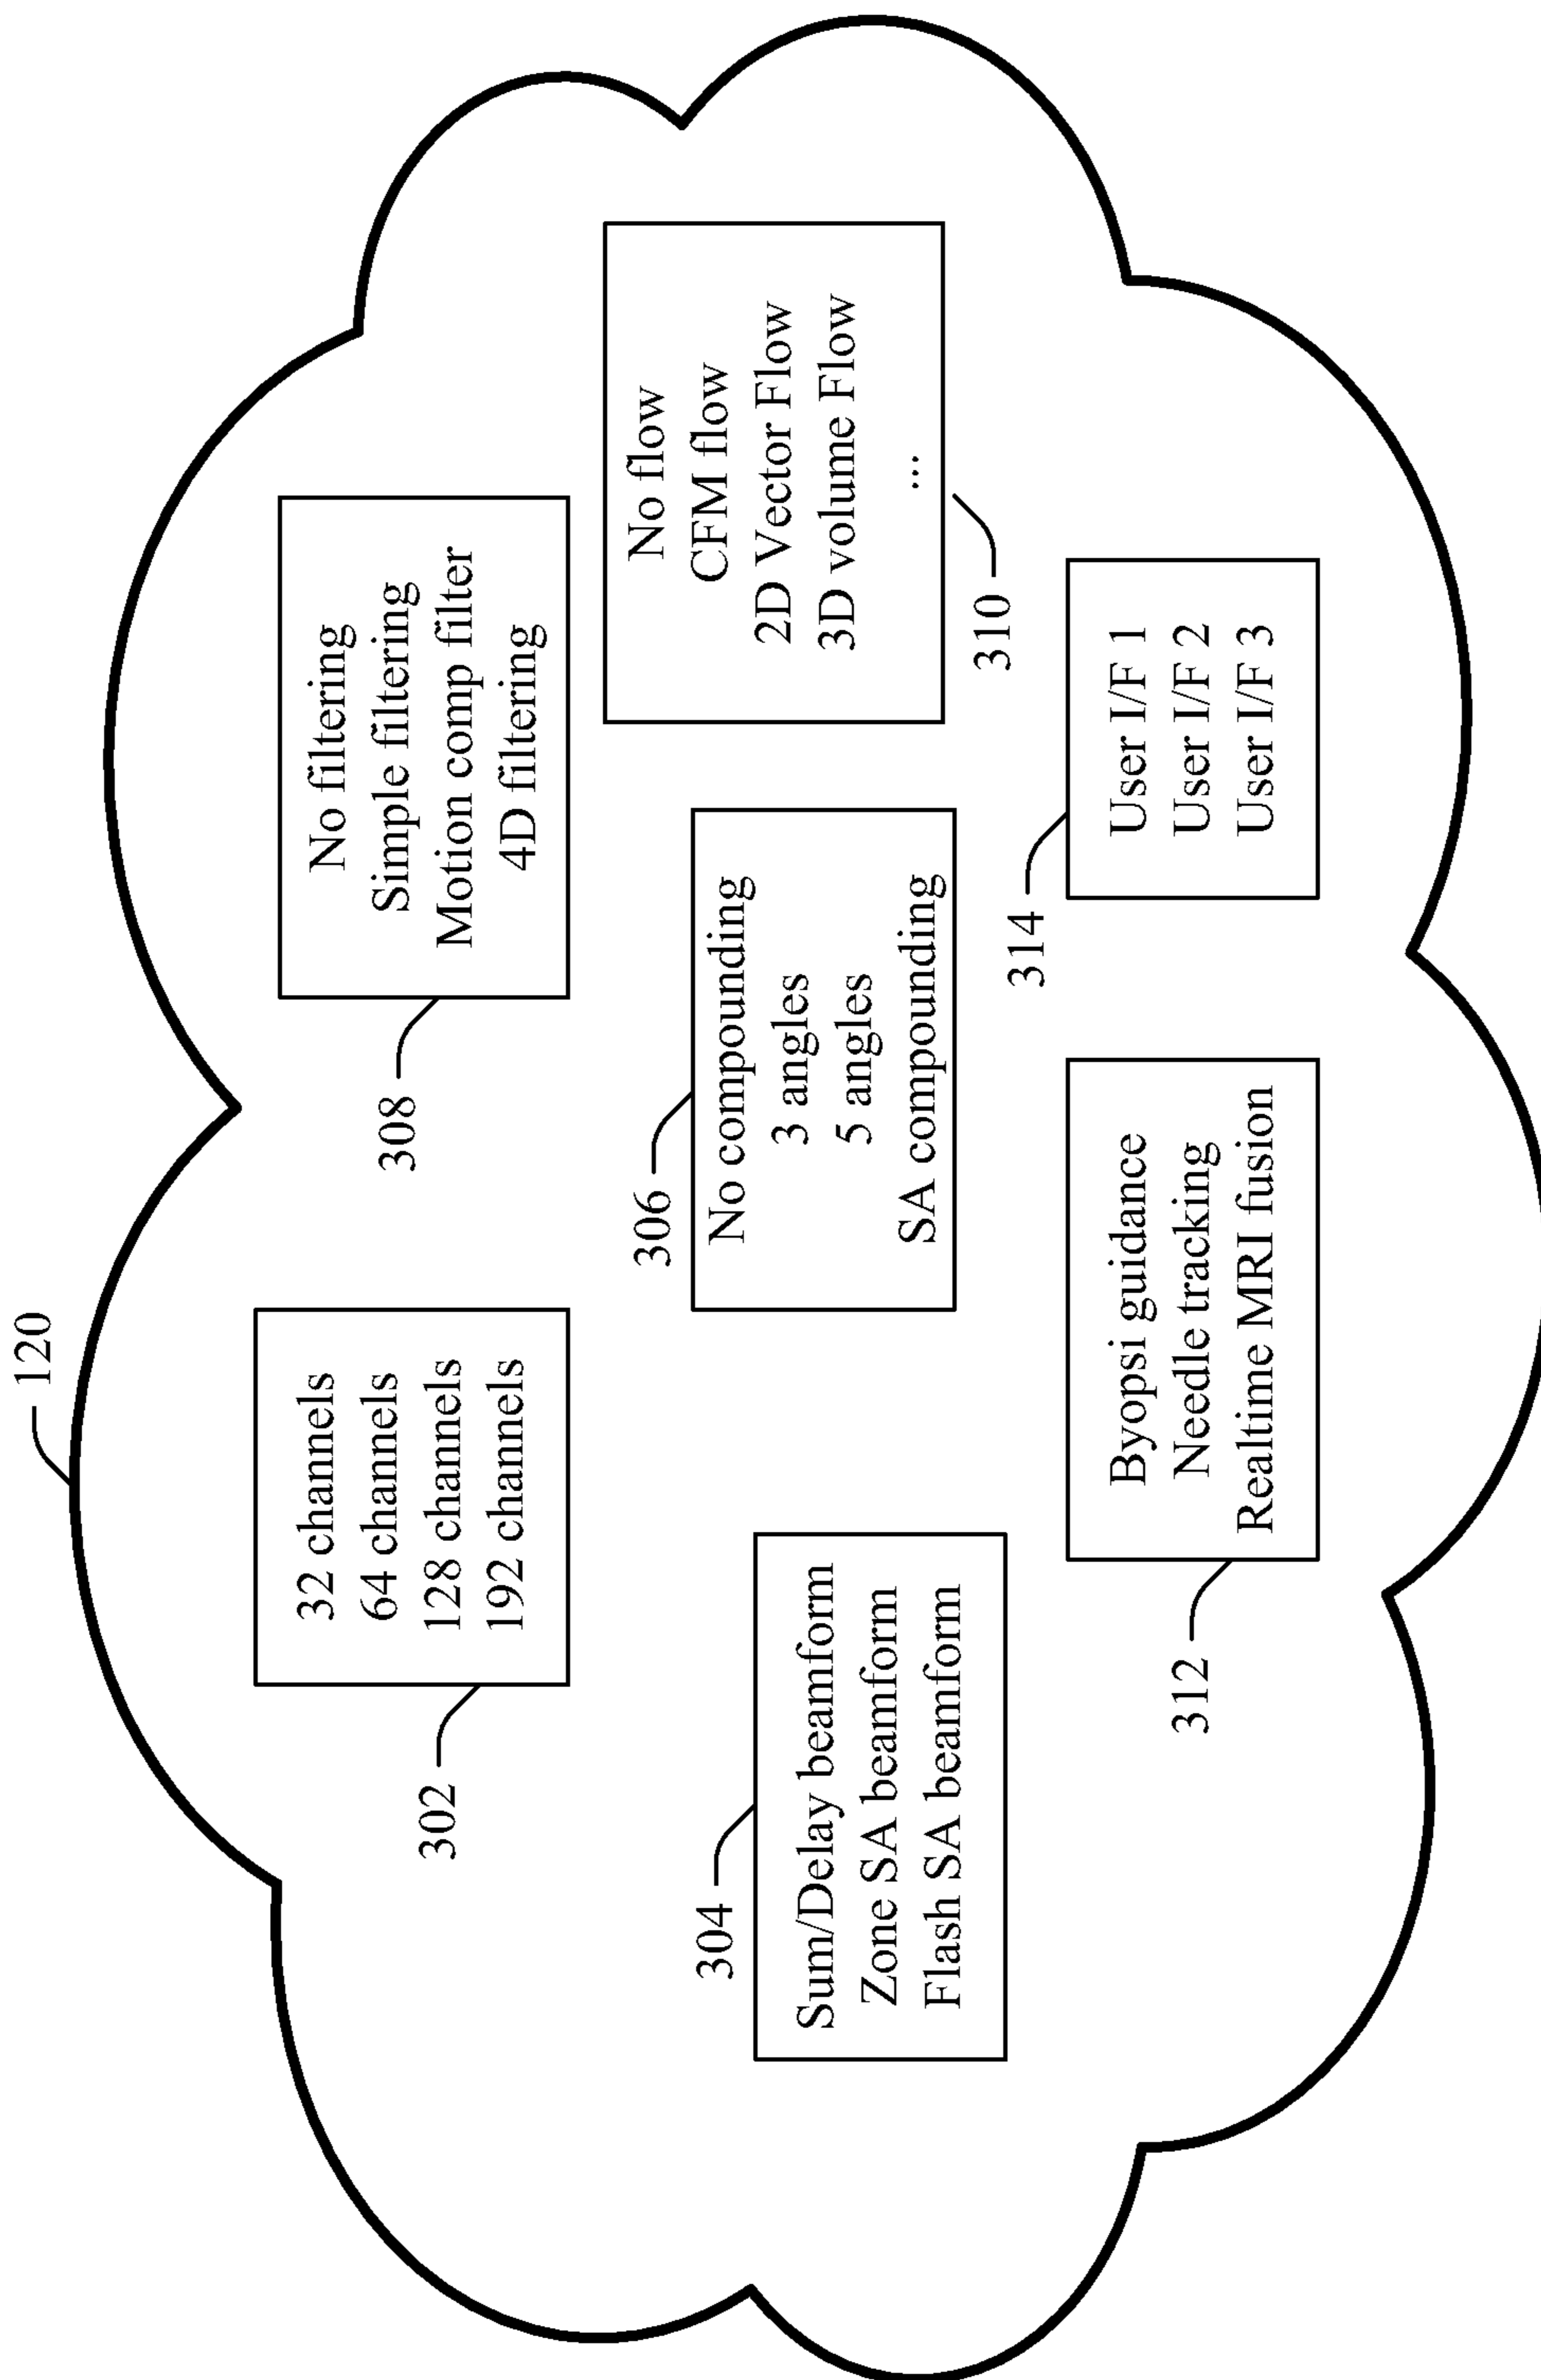 120
302
32 channels
64 channels
128 channels
192 channels
308
No filtering
Simple filtering
Motion comp filter
4D filtering
304
Sum/Delay beamform
Zone SA beamform
Flash SA beamform
306
No compounding
3 angles
5 angles
SA compounding
No flow
CFM flow
2D Vector Flow
3D volume Flow
...
310
312
Byopsi guidance
Needle tracking
Realtime MRI fusion
314
User I/F 1
User I/F 2
User I/F 3